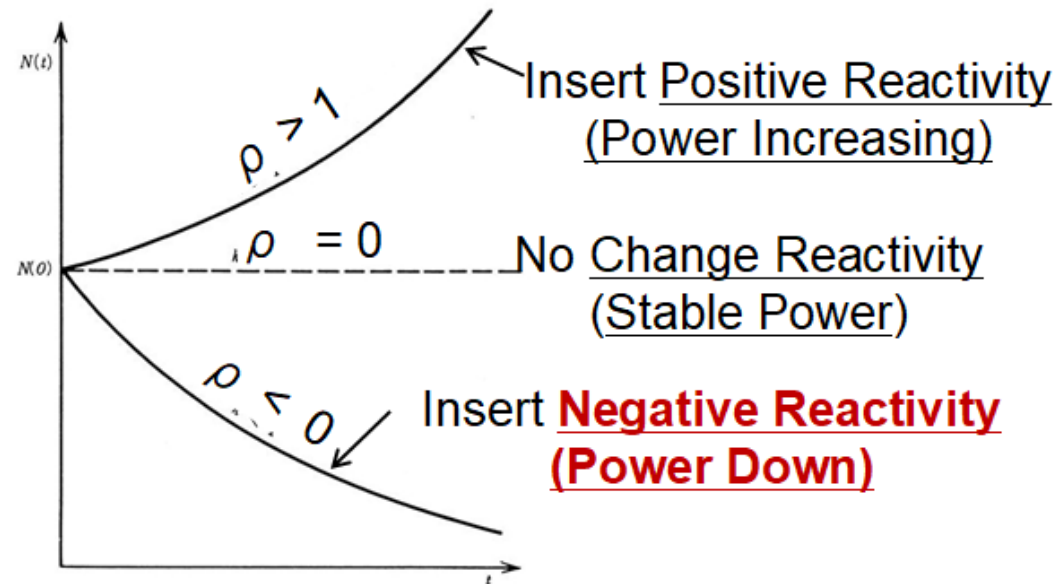 N(t)
Insert Positive Reactivity
(Power Increasing)
ρ > 1
ρ = 0
N(0)
No Change Reactivity
(Stable Power)
ρ < 0
Insert Negative Reactivity
(Power Down)
t